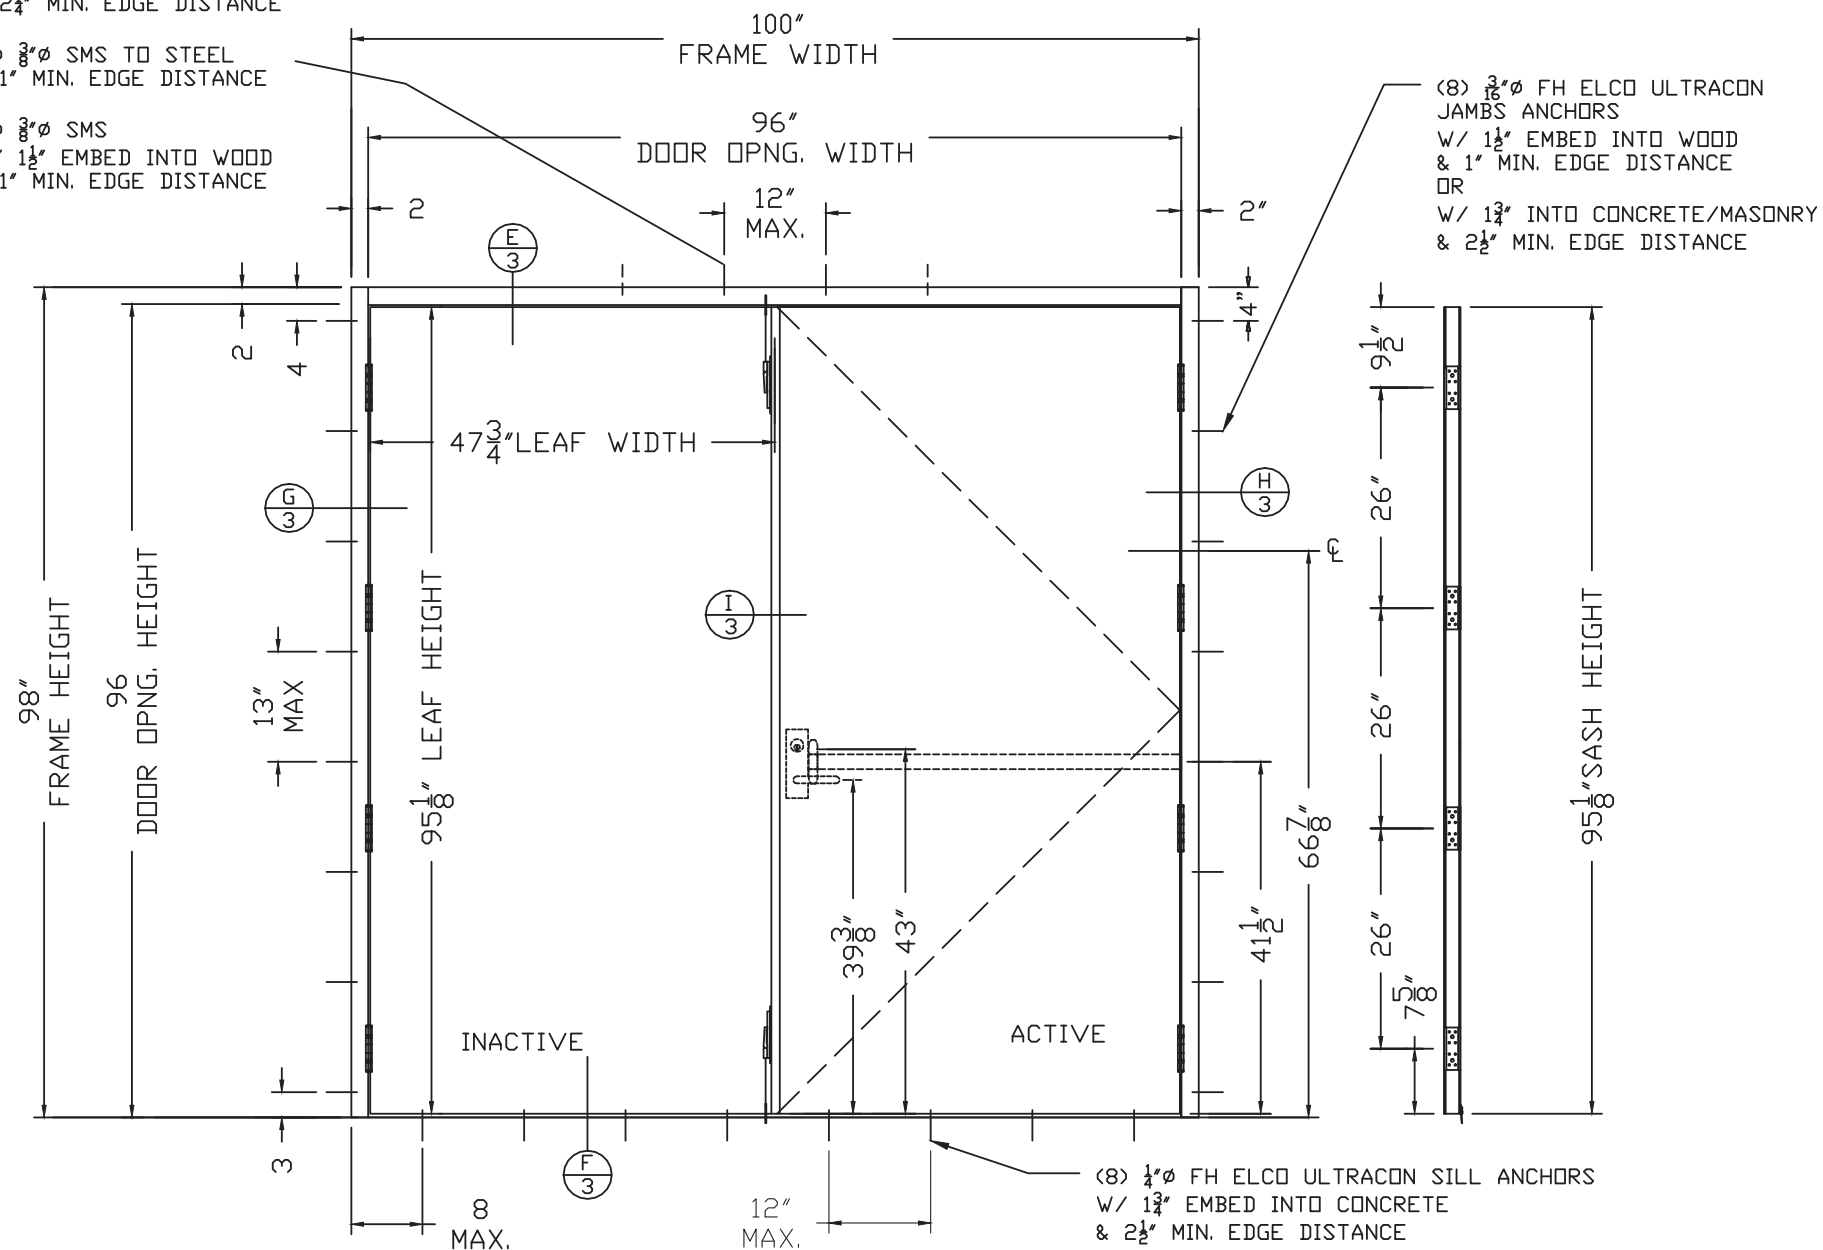 2¼" MIN. EDGE DISTANCE
⅜"Ø SMS TO STEEL
1" MIN. EDGE DISTANCE
⅜"Ø SMS
1½" EMBED INTO WOOD
1" MIN. EDGE DISTANCE
100"
FRAME WIDTH
96"
DOOR OPNG. WIDTH
12"
MAX.
2
2"
(8) 3/16"Ø FH ELCO ULTRACON
JAMBS ANCHORS
W/ 1½" EMBED INTO WOOD
& 1" MIN. EDGE DISTANCE
OR
W/ 1¾" INTO CONCRETE/MASONRY
& 2½" MIN. EDGE DISTANCE
E
3
2
4
4"
47¾" LEAF WIDTH
G
3
H
3
I
3
℄
98"
FRAME HEIGHT
96
DOOR OPNG. HEIGHT
13"
MAX
95⅛" LEAF HEIGHT
39⅜"
43"
41½"
66⅞"
9½"
26"
26"
26"
7⅝"
95⅛" SASH HEIGHT
INACTIVE
ACTIVE
3
F
3
8
MAX.
12"
MAX.
(8) ¼"Ø FH ELCO ULTRACON SILL ANCHORS
W/ 1¾" EMBED INTO CONCRETE
& 2½" MIN. EDGE DISTANCE